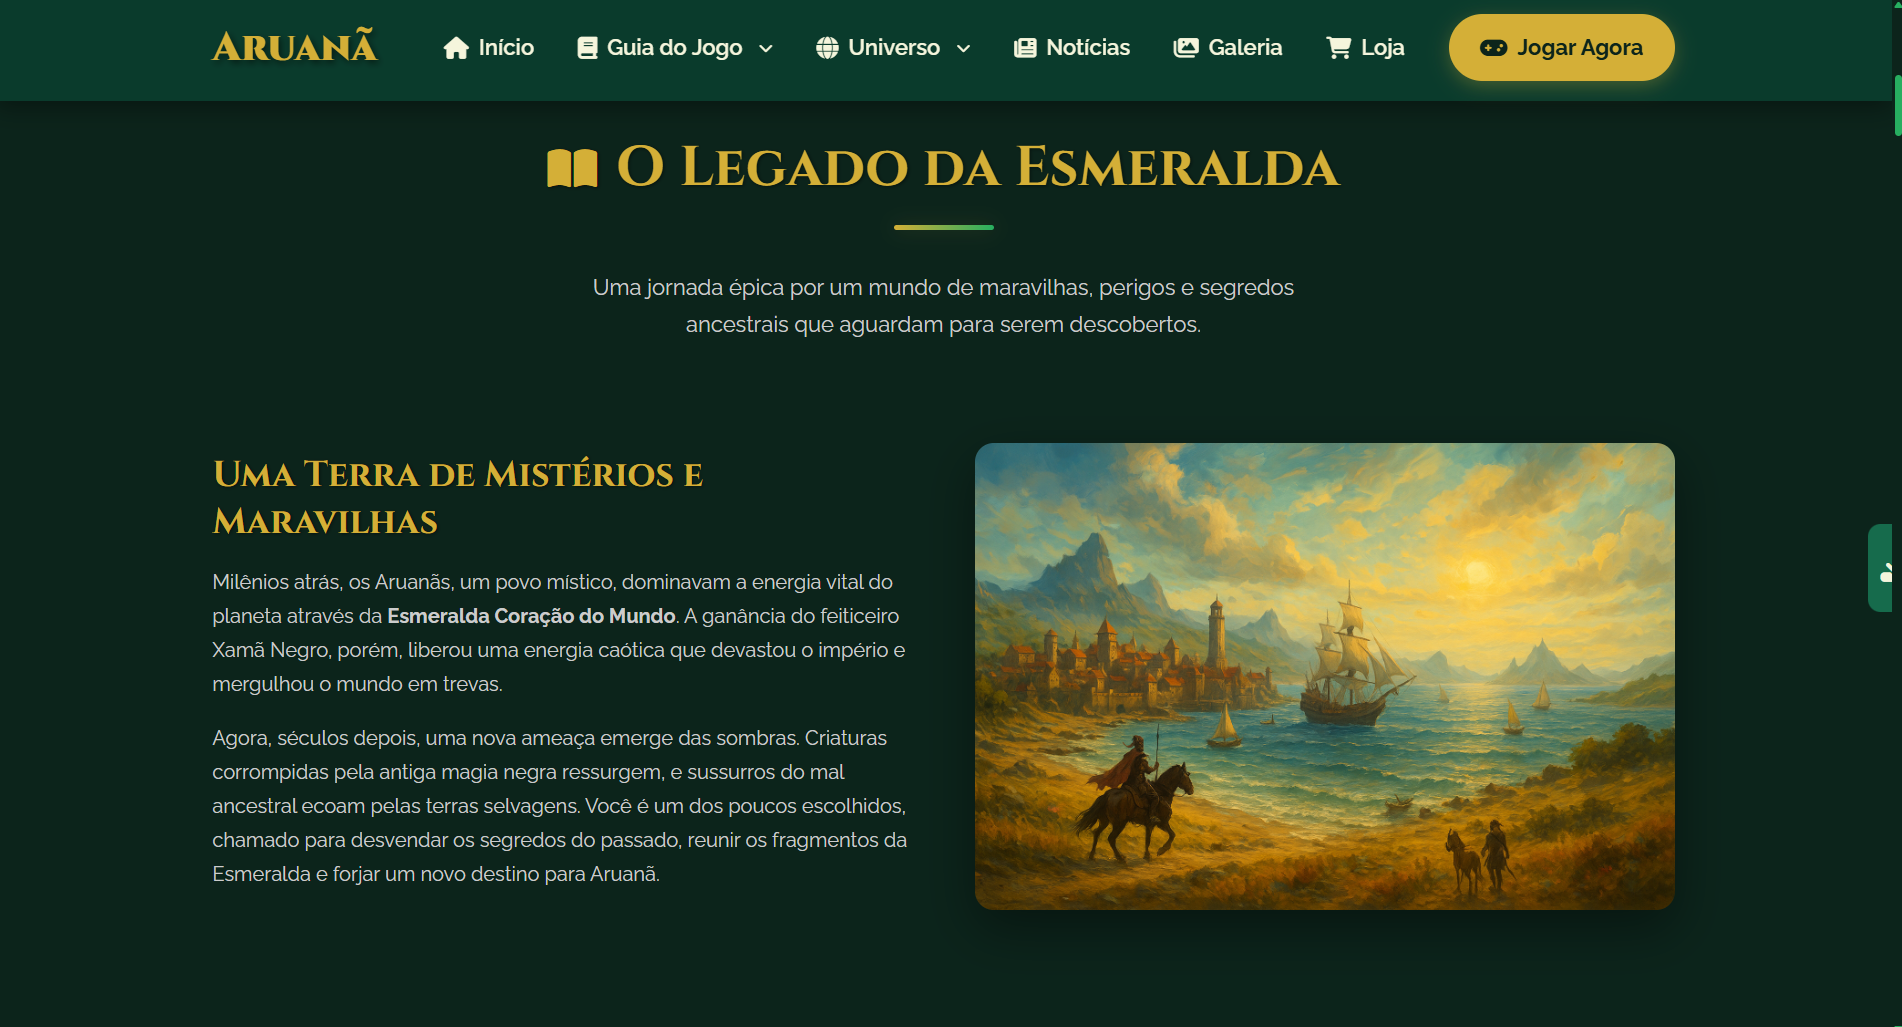 Aruanã
Início
Guia do Jogo
Universo
Notícias
Galeria
Loja
Jogar Agora
O Legado da Esmeralda
Uma jornada épica por um mundo de maravilhas, perigos e segredos
ancestrais que aguardam para serem descobertos.
Uma Terra de Mistérios e
Maravilhas
Milênios atrás, os Aruanãs, um povo místico, dominavam a energia vital do
planeta através da Esmeralda Coração do Mundo. A ganância do feiticeiro
Xamã Negro, porém, liberou uma energia caótica que devastou o império e
mergulhou o mundo em trevas.
Agora, séculos depois, uma nova ameaça emerge das sombras. Criaturas
corrompidas pela antiga magia negra ressurgem, e sussurros do mal
ancestral ecoam pelas terras selvagens. Você é um dos poucos escolhidos,
chamado para desvendar os segredos do passado, reunir os fragmentos da
Esmeralda e forjar um novo destino para Aruanã.